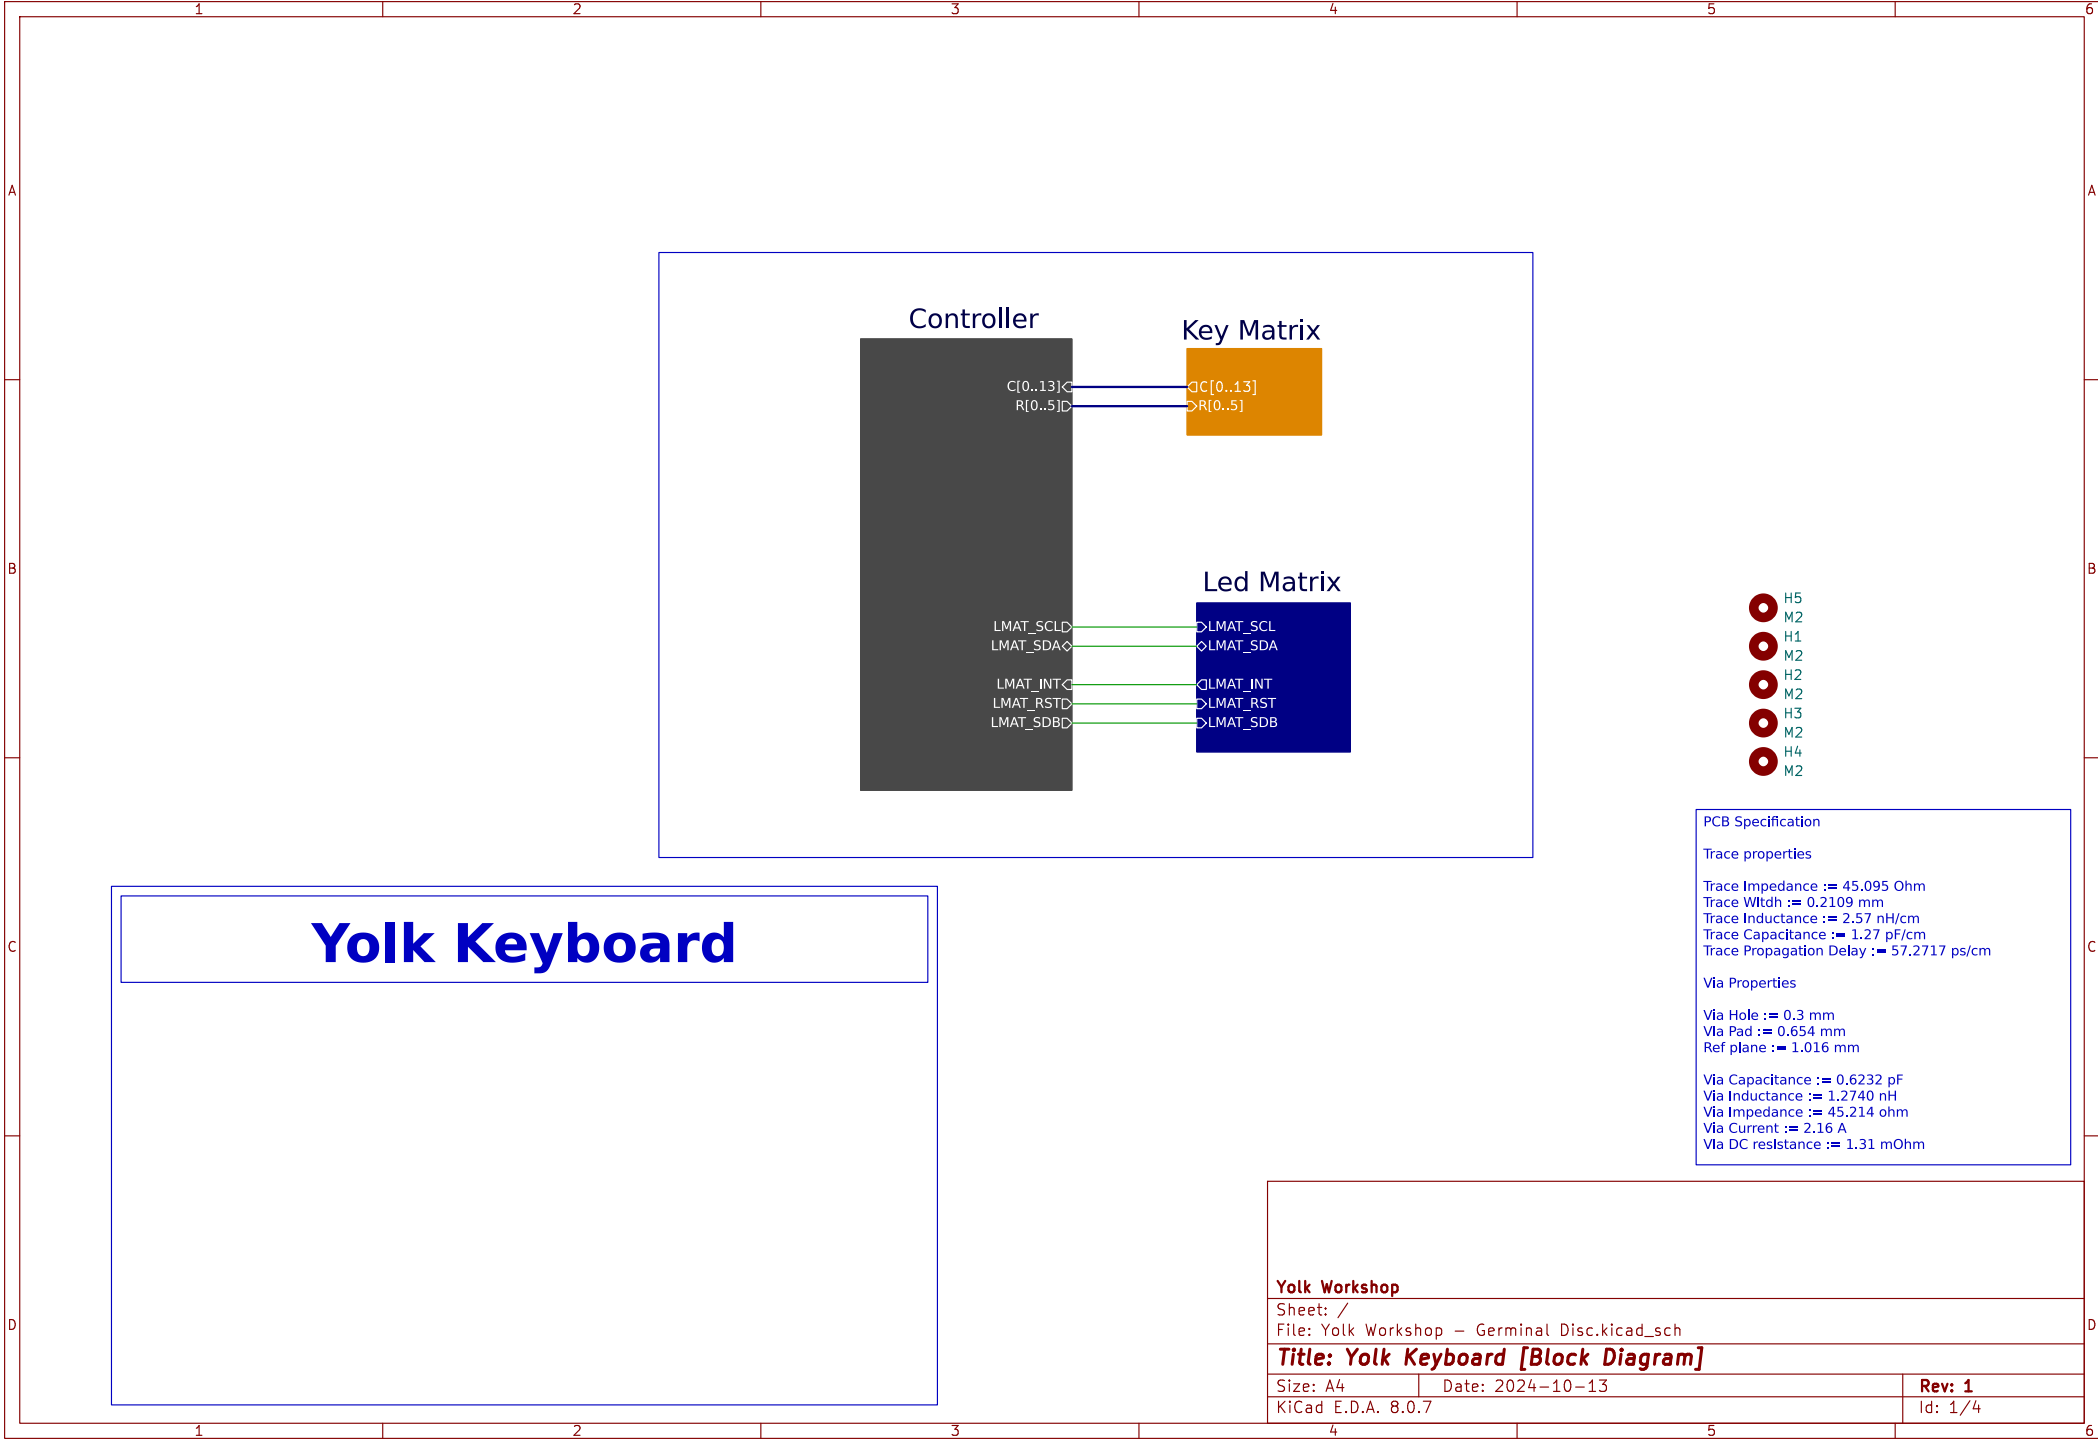 1 2 3 4 5 6
A A
B B
C C
D D
Controller
C[0..13]
R[0..5]
LMAT_SCL
LMAT_SDA
LMAT_INT
LMAT_RST
LMAT_SDB
Key Matrix
C[0..13]
R[0..5]
Led Matrix
LMAT_SCL
LMAT_SDA
LMAT_INT
LMAT_RST
LMAT_SDB
H5
M2
H1
M2
H2
M2
H3
M2
H4
M2
PCB Specification
Trace properties
Trace Impedance := 45.095 Ohm
Trace Witdh := 0.2109 mm
Trace Inductance := 2.57 nH/cm
Trace Capacitance := 1.27 pF/cm
Trace Propagation Delay := 57.2717 ps/cm
Via Properties
Via Hole := 0.3 mm
Via Pad := 0.654 mm
Ref plane := 1.016 mm
Via Capacitance := 0.6232 pF
Via Inductance := 1.2740 nH
Via Impedance := 45.214 ohm
Via Current := 2.16 A
Via DC resistance := 1.31 mOhm
Yolk Keyboard
Yolk Workshop
Sheet: /
File: Yolk Workshop - Germinal Disc.kicad_sch
Title: Yolk Keyboard [Block Diagram]
Size: A4 Date: 2024-10-13 Rev: 1
KiCad E.D.A. 8.0.7 Id: 1/4
1 2 3 4 5 6